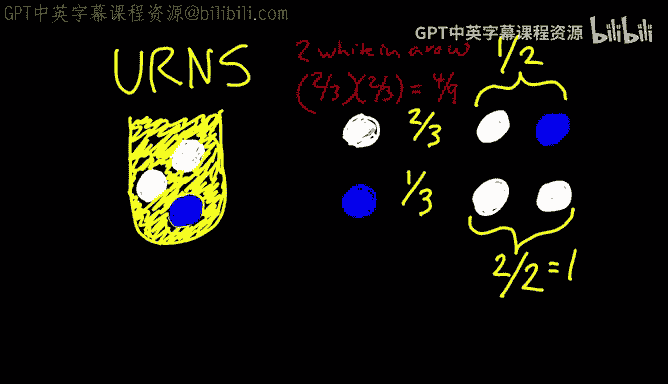 GPT中英字幕课程资源@bilibili.com
GPT中英字幕课程资源 bilibili
URNS
2 white in a row
(2/3)(2/3) = 4/9
1/2
2/3
1/3
2/2=1